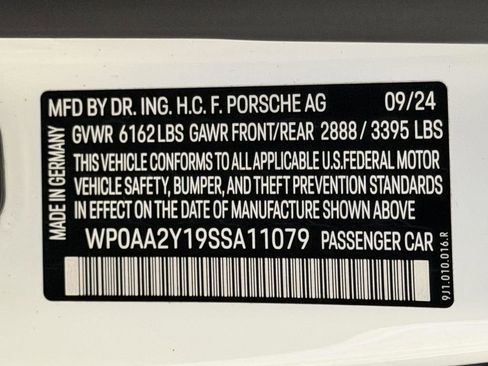 MFD BY DR. ING. H.C. F. PORSCHE AG 09/24
GVWR 6162LBS GAWR FRONT/REAR 2888 / 3395 LBS
THIS VEHICLE CONFORMS TO ALL APPLICABLE U.S.FEDERAL MOTOR
VEHICLE SAFETY, BUMPER, AND THEFT PREVENTION
STANDARDS IN EFFECT ON THE DATE OF MANUFACTURE SHOWN ABOVE
WP0AA2Y19SSA11079 PASSENGER CAR
MADE IN GERMANY
9J1.010.016.R